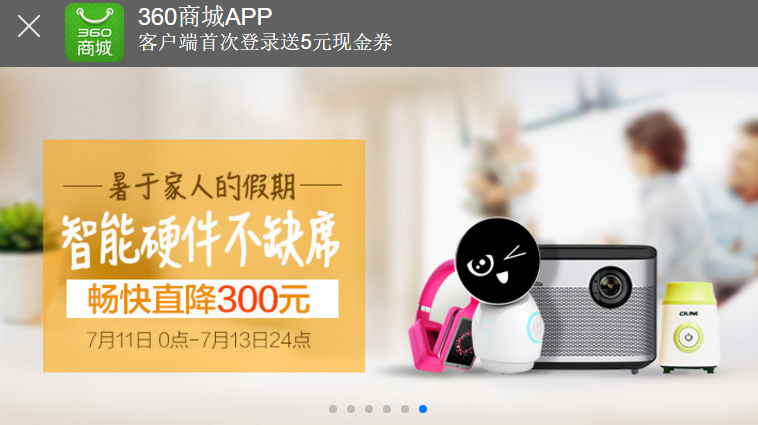 360商城APP
360
商城
客户端首次登录送5元现金券
暑于家人的假期
智能硬件不缺席
畅快直降300元
7月11日 0点-7月13日24点
CILINE